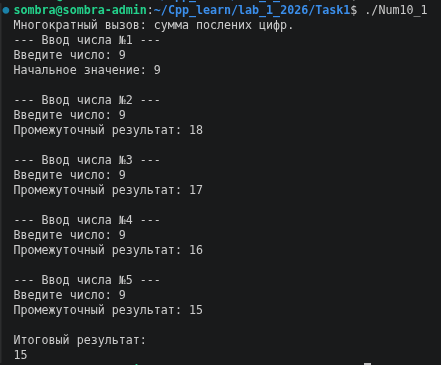 sombra@sombra-admin:~/Cpp_learn/lab_1_2026/Task1$ ./Num10_1
Многократный вызов: сумма послених цифр.
--- Ввод числа №1 ---
Введите число: 9
Начальное значение: 9
--- Ввод числа №2 ---
Введите число: 9
Промежуточный результат: 18
--- Ввод числа №3 ---
Введите число: 9
Промежуточный результат: 17
--- Ввод числа №4 ---
Введите число: 9
Промежуточный результат: 16
--- Ввод числа №5 ---
Введите число: 9
Промежуточный результат: 15
Итоговый результат:
15